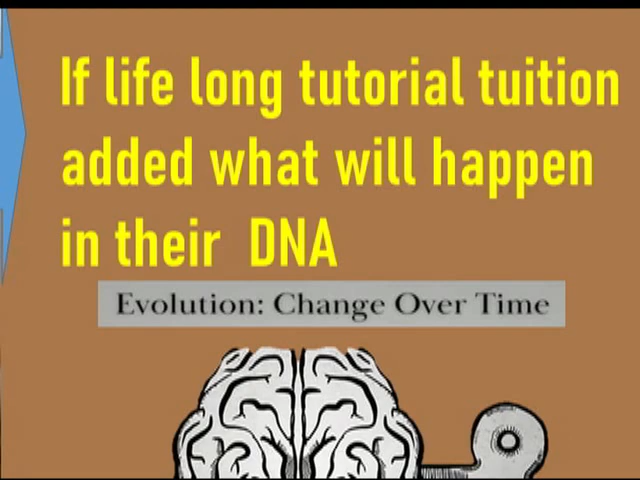 If life long tutorial tuition
added what will happen
in their DNA
Evolution: Change Over Time